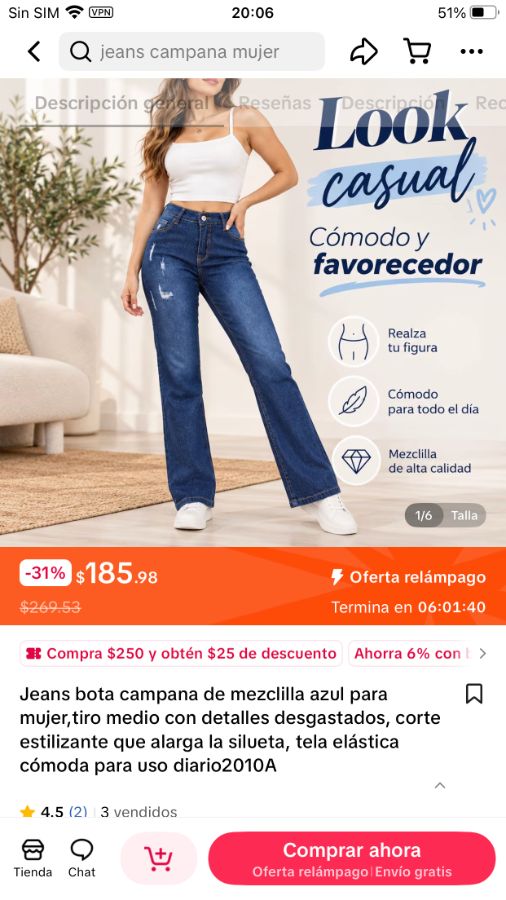 Sin SIM VPN 20:06 51%
jeans campana mujer
Descripción general Reseñas Descripción Rec
Look
casual
Cómodo y
favorecedor
Realza
tu figura
Cómodo
para todo el día
Mezclilla
de alta calidad
1/6 Talla
-31% $185.98 Oferta relámpago
$269.53 Termina en 06:01:40
Compra $250 y obtén $25 de descuento Ahorra 6% con
Jeans bota campana de mezclilla azul para
mujer,tiro medio con detalles desgastados, corte
estilizante que alarga la silueta, tela elástica
cómoda para uso diario2010A
4.5 (2) 3 vendidos
Tienda Chat Comprar ahora
Oferta relámpago Envío gratis